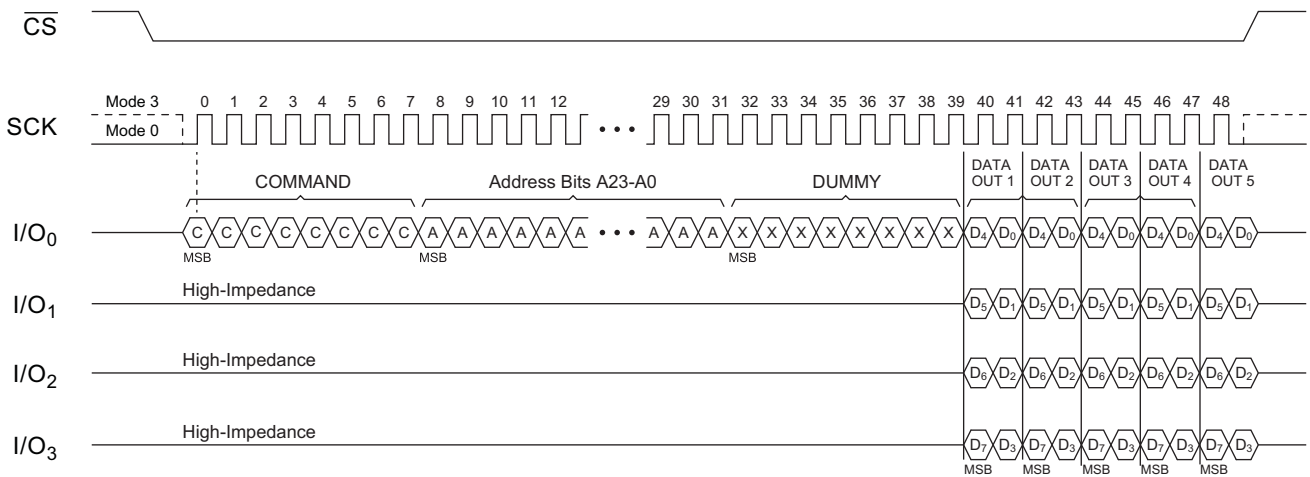 CS
Mode 3 0 1 2 3 4 5 6 7 8 9 10 11 12 29 30 31 32 33 34 35 36 37 38 39 40 41 42 43 44 45 46 47 48
SCK Mode 0
COMMAND Address Bits A23-A0 DUMMY DATA OUT 1 DATA OUT 2 DATA OUT 3 DATA OUT 4 DATA OUT 5
I/O0 C C C C C C C C A A A A A A • • • A A A X X X X X X X X D4 D0 D4 D0 D4 D0 D4 D0 D4 D0
MSB MSB MSB
High-Impedance
I/O1 D5 D1 D5 D1 D5 D1 D5 D1 D5 D1
High-Impedance
I/O2 D6 D2 D6 D2 D6 D2 D6 D2 D6 D2
High-Impedance
I/O3 D7 D3 D7 D3 D7 D3 D7 D3 D7 D3
MSB MSB MSB MSB MSB